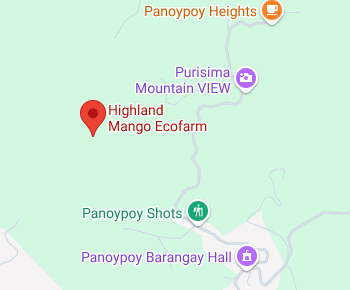 Panoypoy Heights
Purisima
Mountain VIEW
Highland
Mango Ecofarm
Panoypoy Shots
Panoypoy Barangay Hall